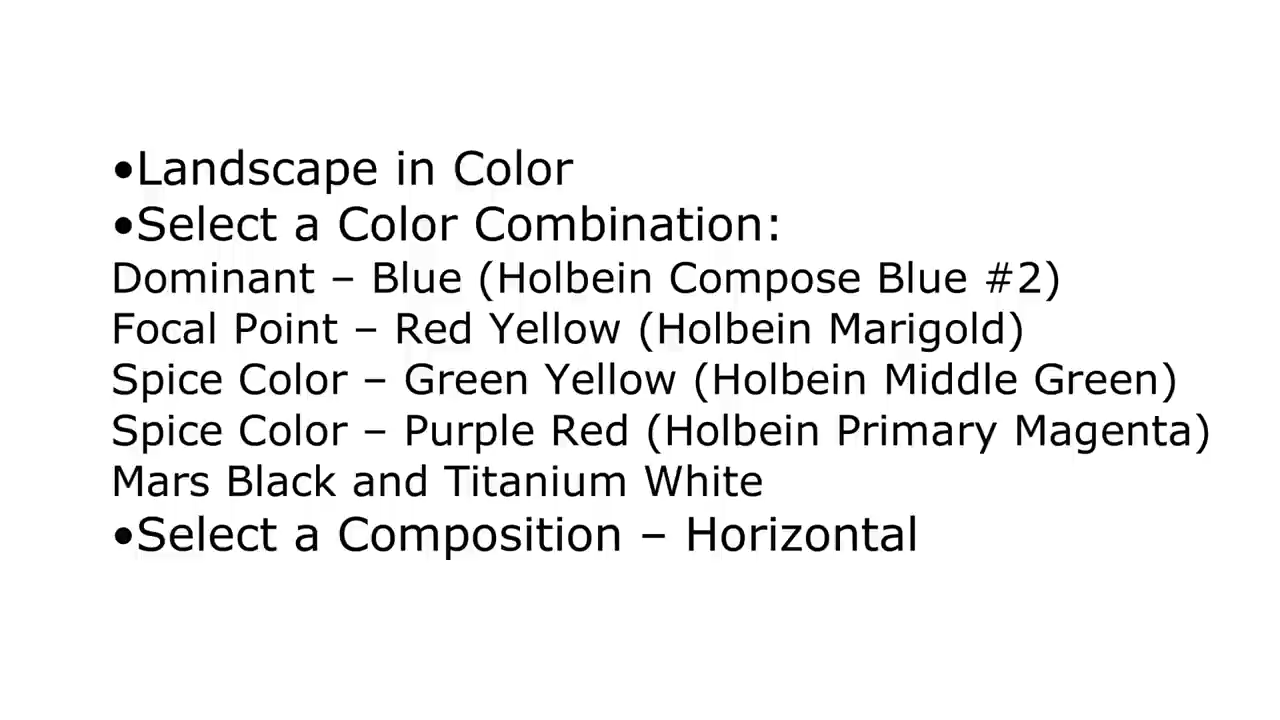 •Landscape in Color
•Select a Color Combination:
Dominant – Blue (Holbein Compose Blue #2)
Focal Point – Red Yellow (Holbein Marigold)
Spice Color – Green Yellow (Holbein Middle Green)
Spice Color – Purple Red (Holbein Primary Magenta)
Mars Black and Titanium White
•Select a Composition – Horizontal